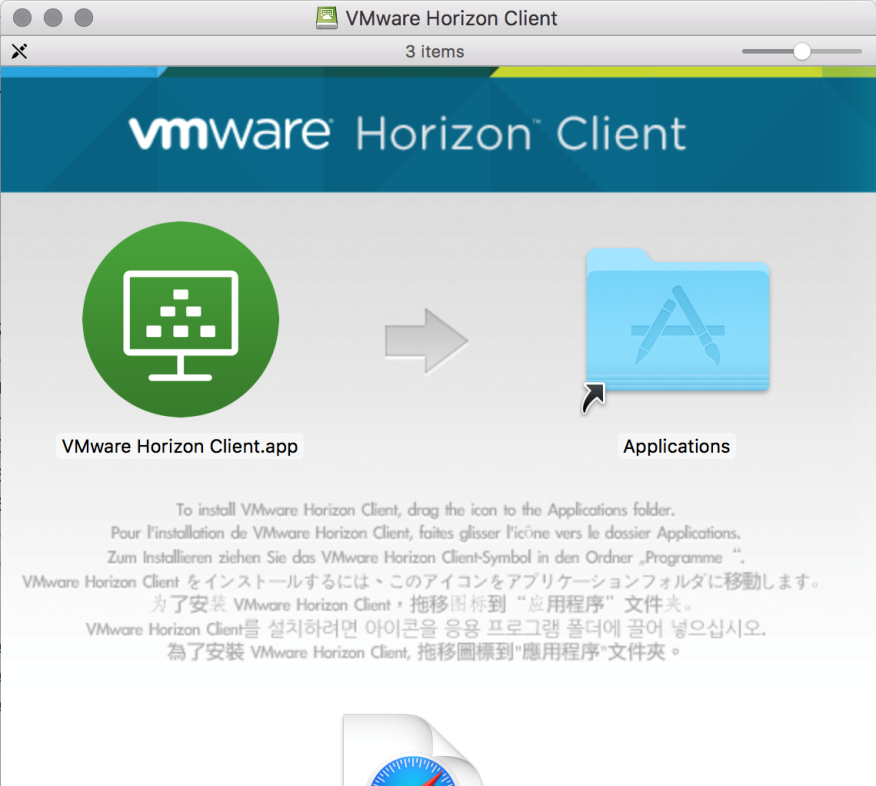 VMware Horizon Client
3 items
vmware® Horizon™ Client
VMware Horizon Client.app
Applications
To install VMware Horizon Client, drag the icon to the Applications folder.
Pour l'installation de VMware Horizon Client, faites glisser l'icône vers le dossier Applications.
Zum Installieren ziehen Sie das VMware Horizon Client-Symbol in den Ordner „Programme “.
VMware Horizon Client をインストールするには、このアイコンをアプリケーションフォルダに移動します。
为了安装 VMware Horizon Client，拖移图标到 “应用程序” 文件夹。
VMware Horizon Client를 설치하려면 아이콘을 응용 프로그램 폴더에 끌어 넣으십시오.
為了安裝 VMware Horizon Client, 拖移圖標到"應用程序"文件夾。